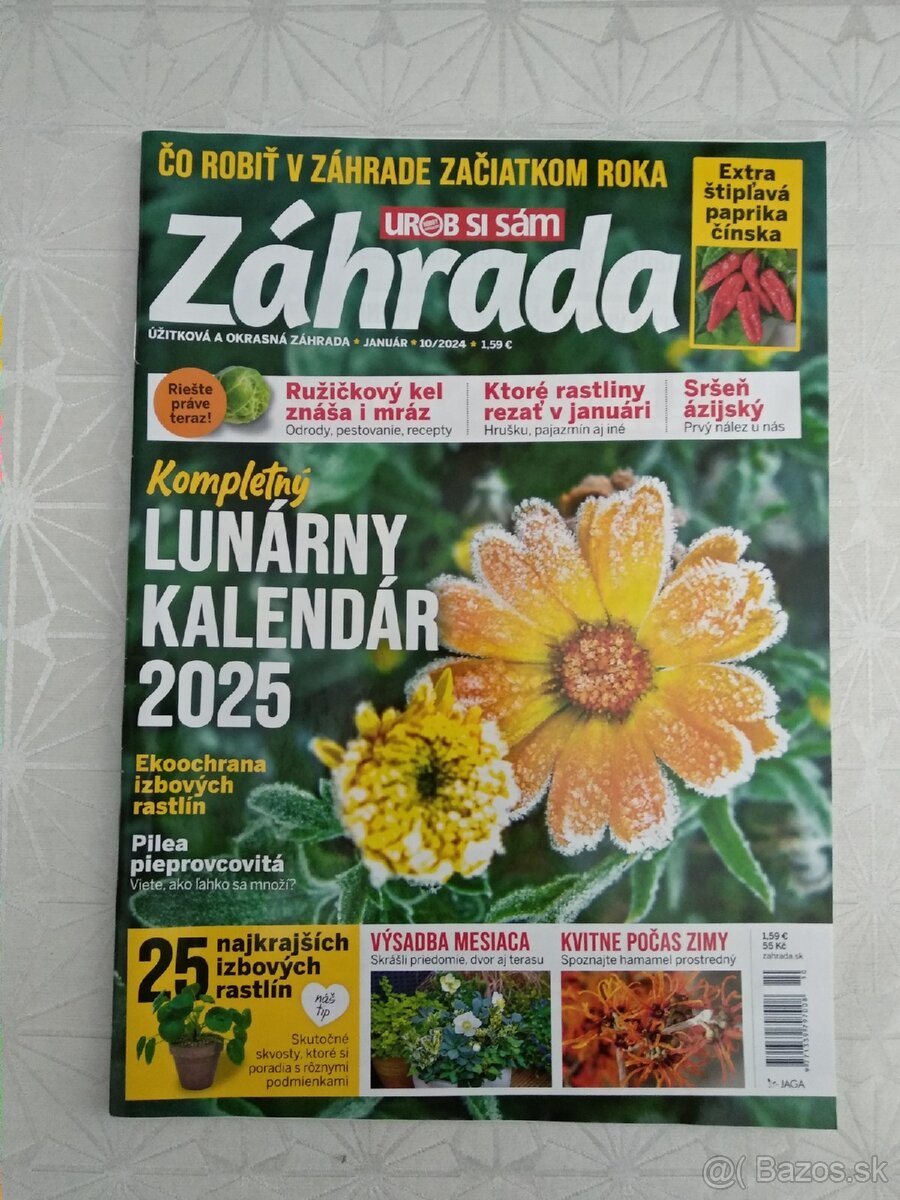 ČO ROBIŤ V ZÁHRADE ZAČIATKOM ROKA
Extra
štipľavá
paprika
čínska
UROB SI SÁM
Záhrada
ÚŽITKOVÁ A OKRASNÁ ZÁHRADA ★ JANUÁR ★ 10/2024 ★ 1,59 €
Riešte
práve
teraz!
Ružičkový kel
znáša i mráz
Odrody, pestovanie, recepty
Ktoré rastliny
rezať v januári
Hrušku, pajazmín aj iné
Sršeň
ázijský
Prvý nález u nás
Kompletný
LUNÁRNY
KALENDÁR
2025
Ekoochrana
izbových
rastlín
Pilea
pieprovcovitá
Viete, ako ľahko sa množí?
25 najkrajších
izbových
rastlín
náš
tip
Skutočné
skvosty, ktoré si
poradia s rôznymi
podmienkami
VÝSADBA MESIACA
Skrášli priedomie, dvor aj terasu
KVITNE POČAS ZIMY
Spoznajte hamamel prostredný
1,59 €
55 Kč
zahrada.sk
10
JAGA
@( Bazos.sk